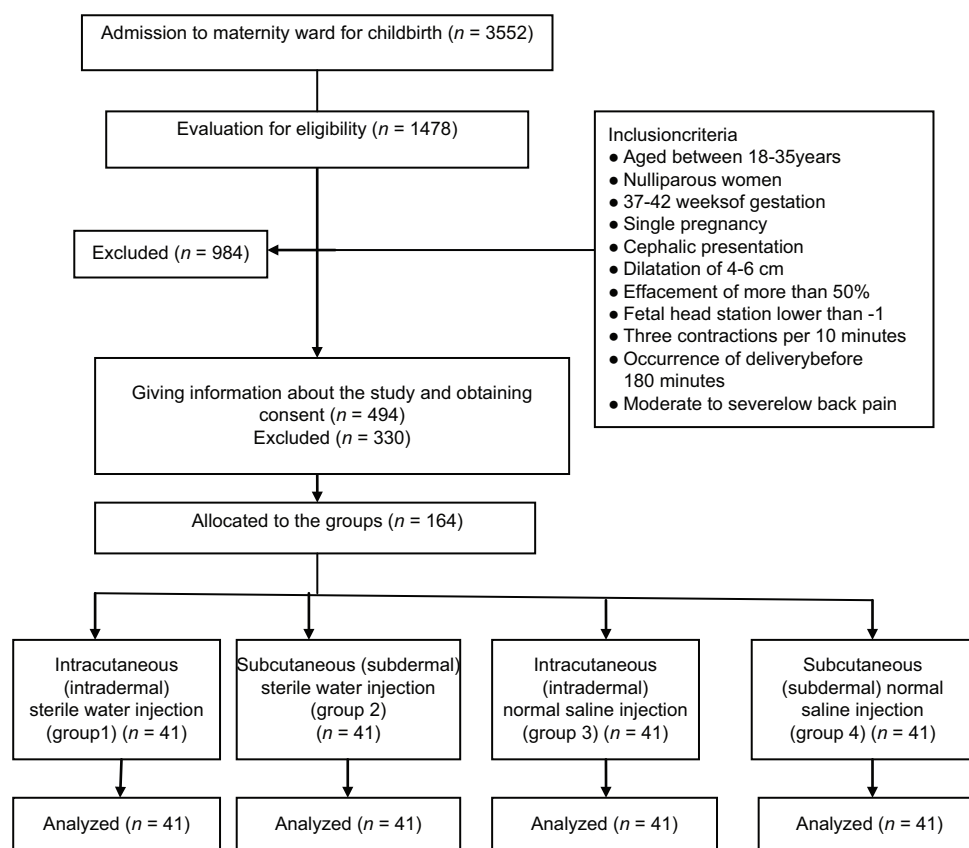 Admission to maternity ward for childbirth (n = 3552)
Evaluation for eligibility (n = 1478)
Inclusioncriteria
● Aged between 18-35years
● Nulliparous women
● 37-42 weeksof gestation
● Single pregnancy
● Cephalic presentation
● Dilatation of 4-6 cm
● Effacement of more than 50%
● Fetal head station lower than -1
● Three contractions per 10 minutes
● Occurrence of deliverybefore
180 minutes
● Moderate to severelow back pain
Excluded (n = 984)
Giving information about the study and obtaining
consent (n = 494)
Excluded (n = 330)
Allocated to the groups (n = 164)
Intracutaneous
(intradermal)
sterile water injection
(group1) (n = 41)
Subcutaneous (subdermal)
sterile water injection
(group 2)
(n = 41)
Intracutaneous
(intradermal)
normal saline injection
(group 3) (n = 41)
Subcutaneous
(subdermal) normal
saline injection
(group 4) (n = 41)
Analyzed (n = 41)
Analyzed (n = 41)
Analyzed (n = 41)
Analyzed (n = 41)